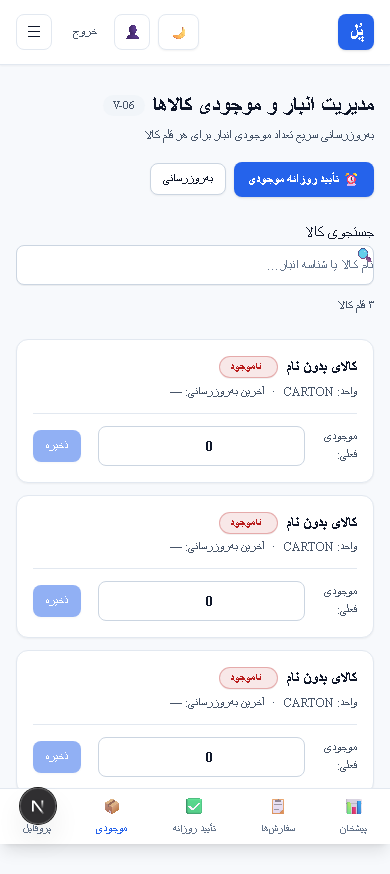 پُل
خروج
مدیریت انبار و موجودی کالاها
V-06
به‌روزرسانی سریع تعداد موجودی انبار برای هر قلم کالا
تأیید روزانه موجودی
به‌روزرسانی
جستجوی کالا
نام کالا یا شناسه انبار...
۳ قلم کالا
کالای بدون نام
ناموجود
واحد: CARTON · آخرین به‌روزرسانی: —
موجودی
فعلی:
0
ذخیره
کالای بدون نام
ناموجود
واحد: CARTON · آخرین به‌روزرسانی: —
موجودی
فعلی:
0
ذخیره
کالای بدون نام
ناموجود
واحد: CARTON · آخرین به‌روزرسانی: —
موجودی
فعلی:
0
ذخیره
پیشخان
سفارش‌ها
تأیید روزانه
موجودی
پروفایل
N